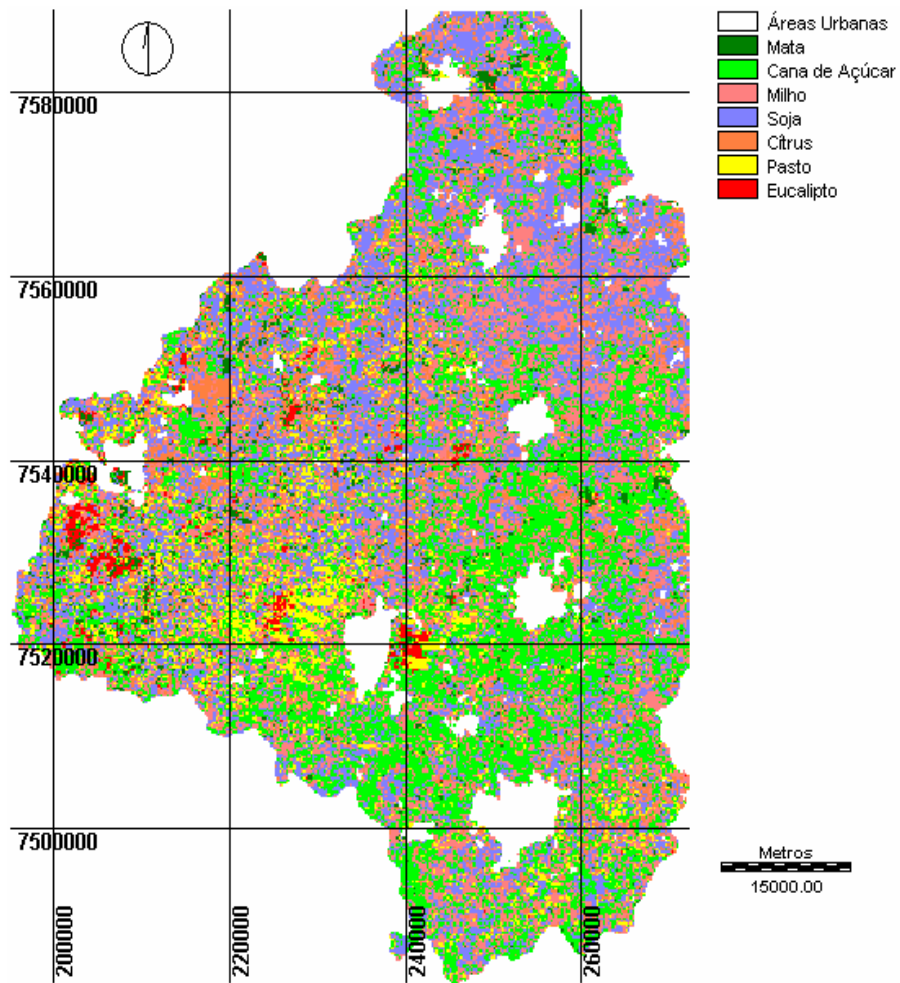 Áreas Urbanas
Mata
Cana de Açúcar
Milho
Soja
Cítrus
Pasto
Eucalipto
7580000
7560000
7540000
7520000
7500000
200000
220000
240000
260000
Metros
15000.00